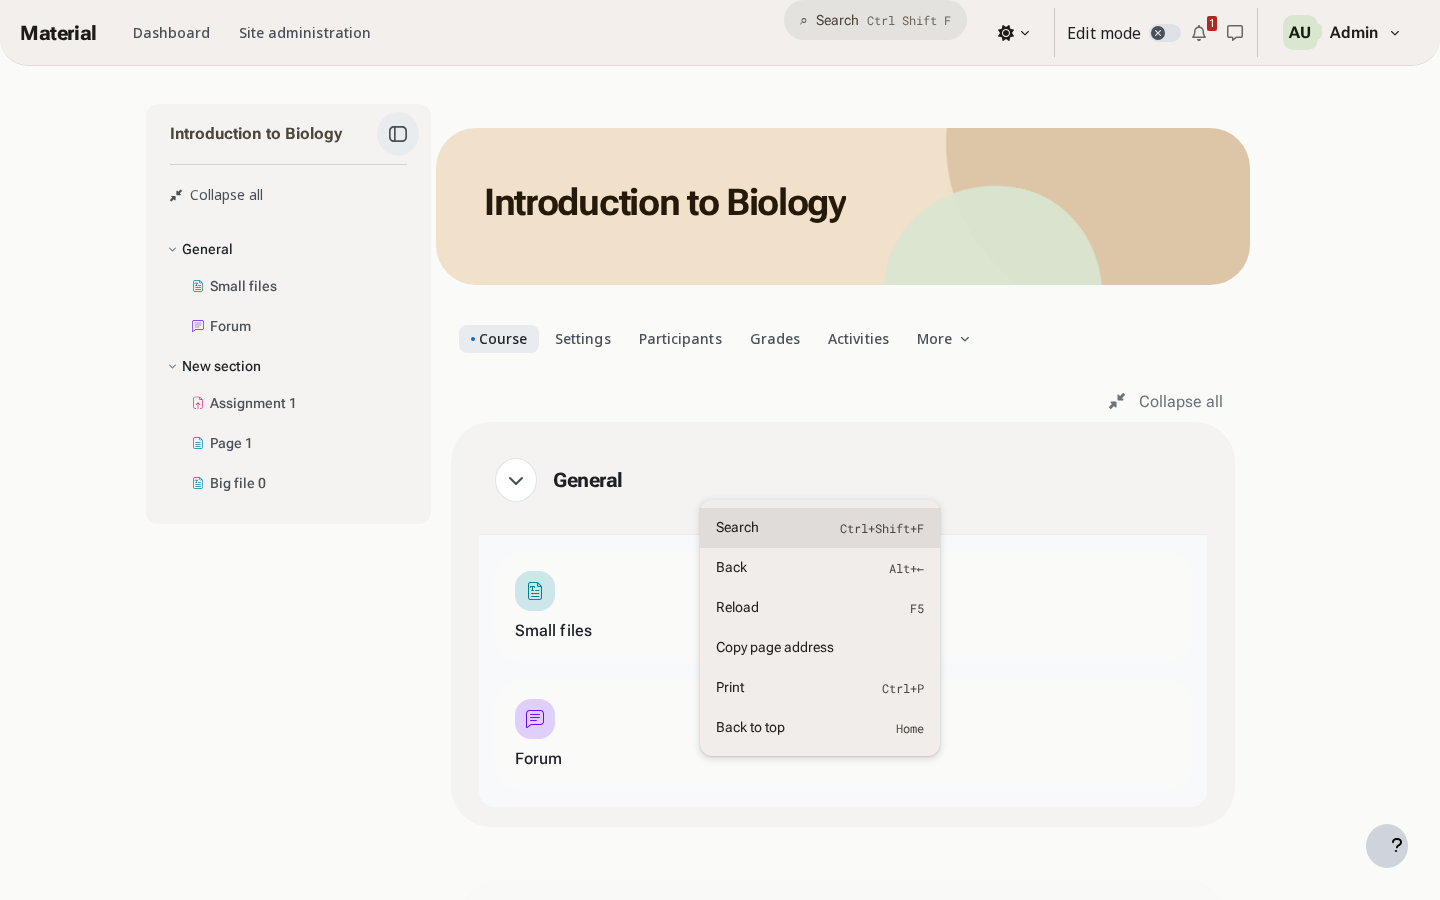 Material
Dashboard
Site administration
Search Ctrl Shift F
Edit mode
1
AU
Admin
Introduction to Biology
Collapse all
General
Small files
Forum
New section
Assignment 1
Page 1
Big file 0
Introduction to Biology
Course
Settings
Participants
Grades
Activities
More
Collapse all
General
Small files
Forum
Search Ctrl+Shift+F
Back Alt+←
Reload F5
Copy page address
Print Ctrl+P
Back to top Home
?